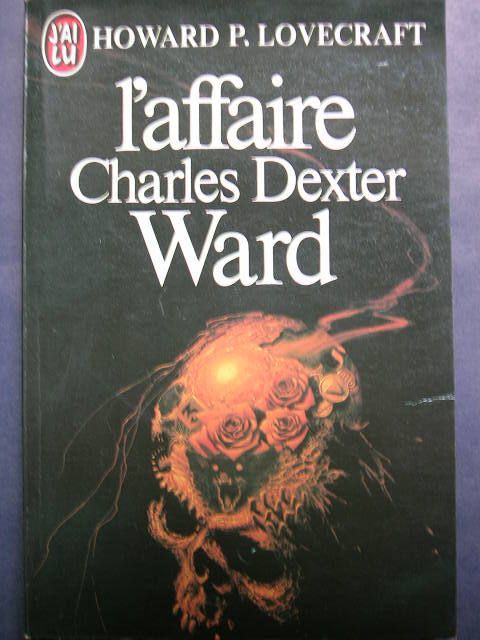 J'AI
LU
HOWARD P. LOVECRAFT
l'affaire
Charles Dexter
Ward